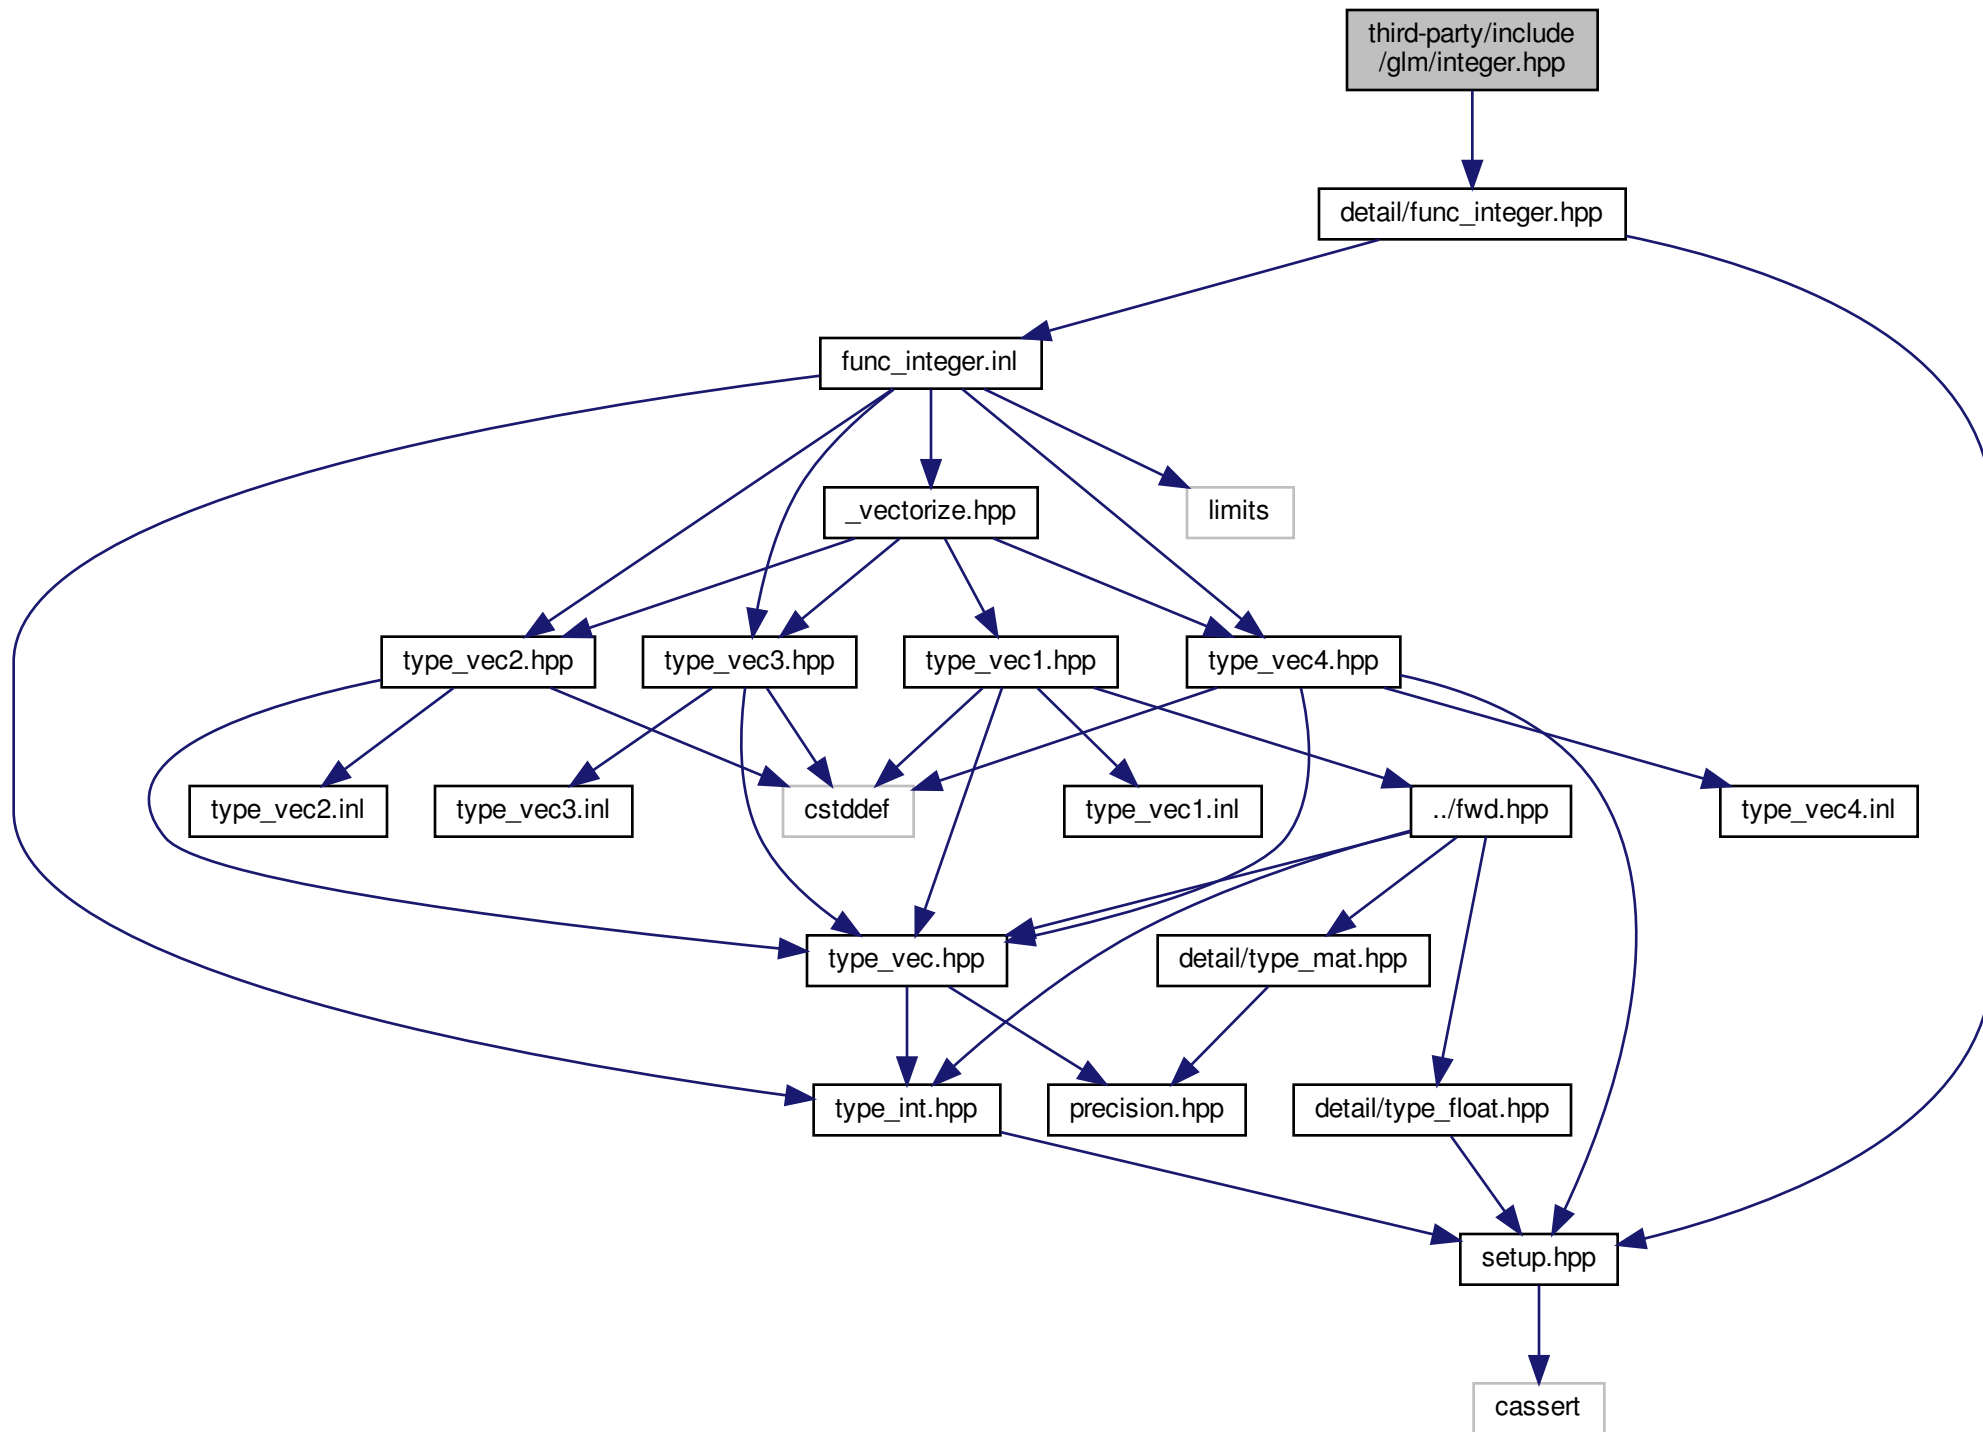 third-party/include
/glm/integer.hpp
detail/func_integer.hpp
func_integer.inl
_vectorize.hpp
limits
type_vec2.hpp
type_vec3.hpp
type_vec1.hpp
type_vec4.hpp
type_vec2.inl
type_vec3.inl
cstddef
type_vec1.inl
../fwd.hpp
type_vec4.inl
type_vec.hpp
detail/type_mat.hpp
type_int.hpp
precision.hpp
detail/type_float.hpp
setup.hpp
cassert